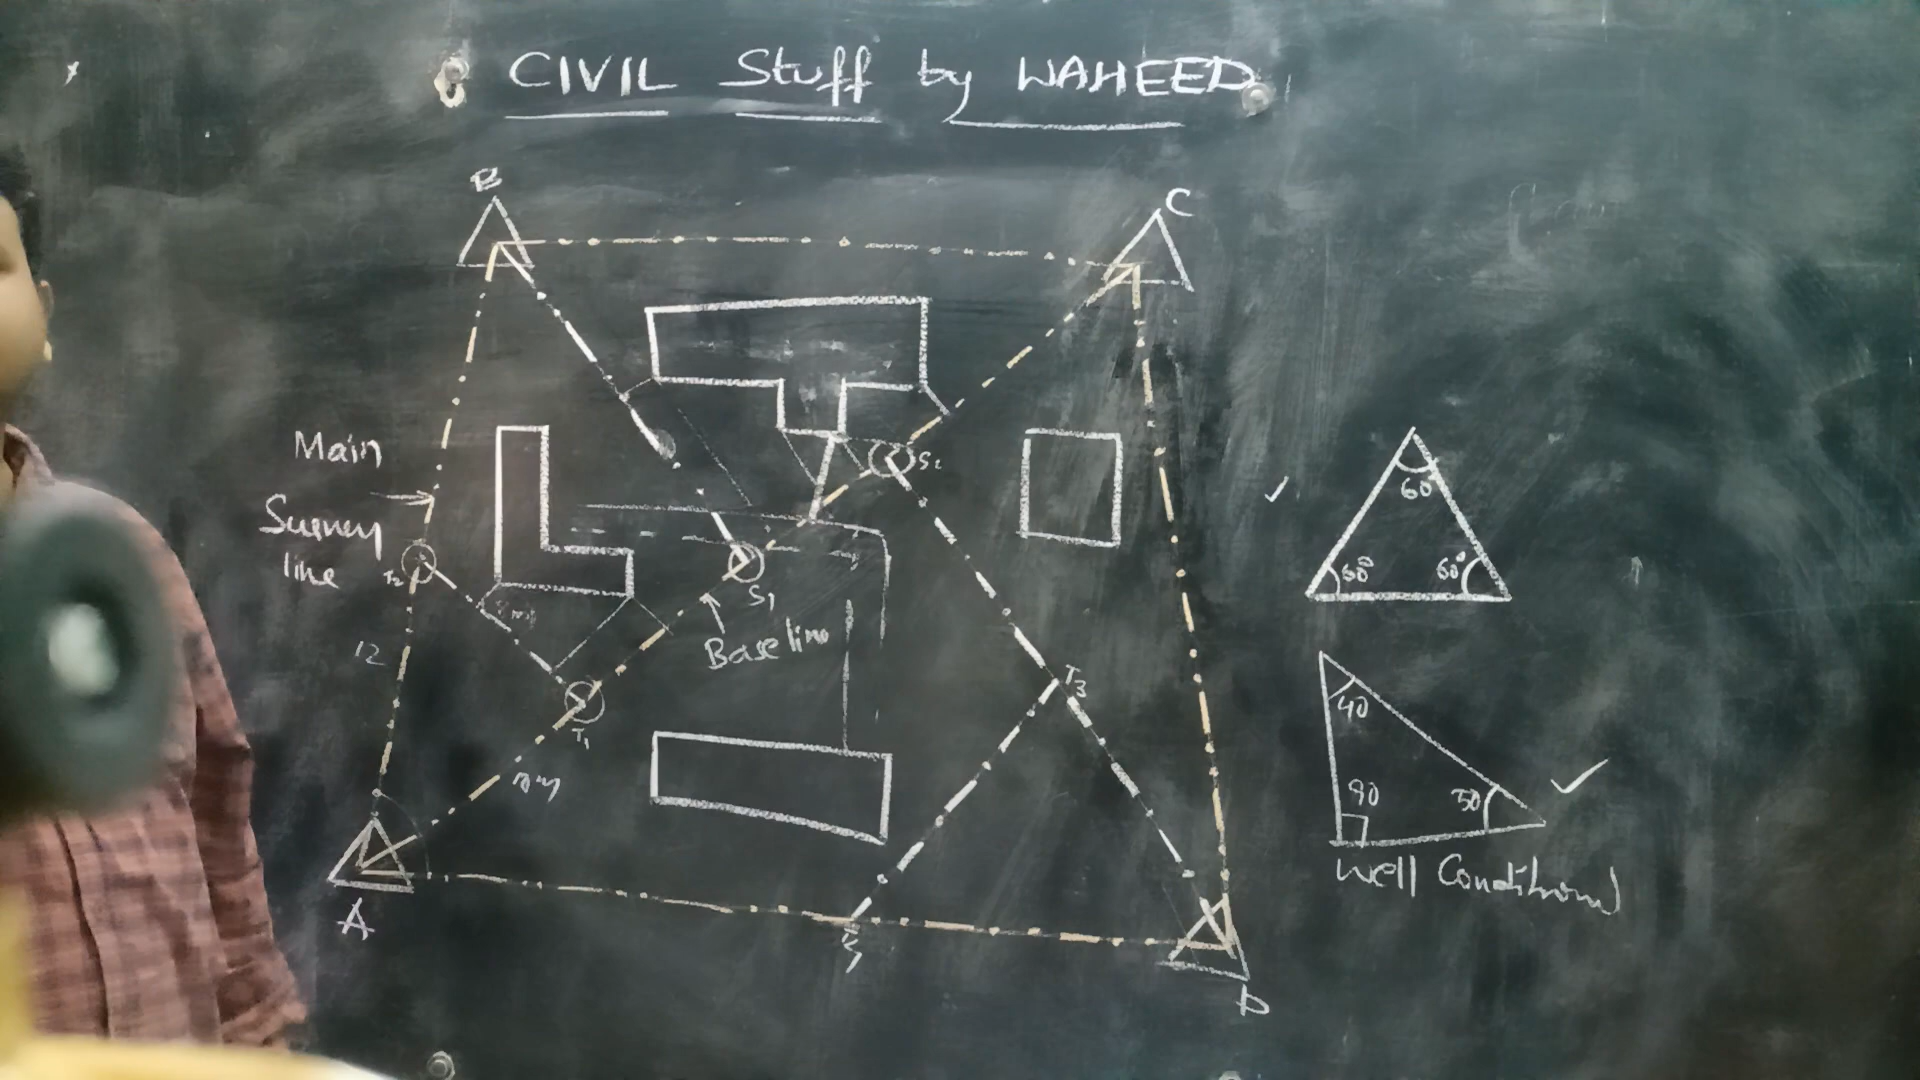 CIVIL Stuff by WAHEED
B
C
Main
Survey
line
T2
S2
S1
Base line
12
T1
T3
A
D
60
60°
60°
40
90
50
Well Conditioned